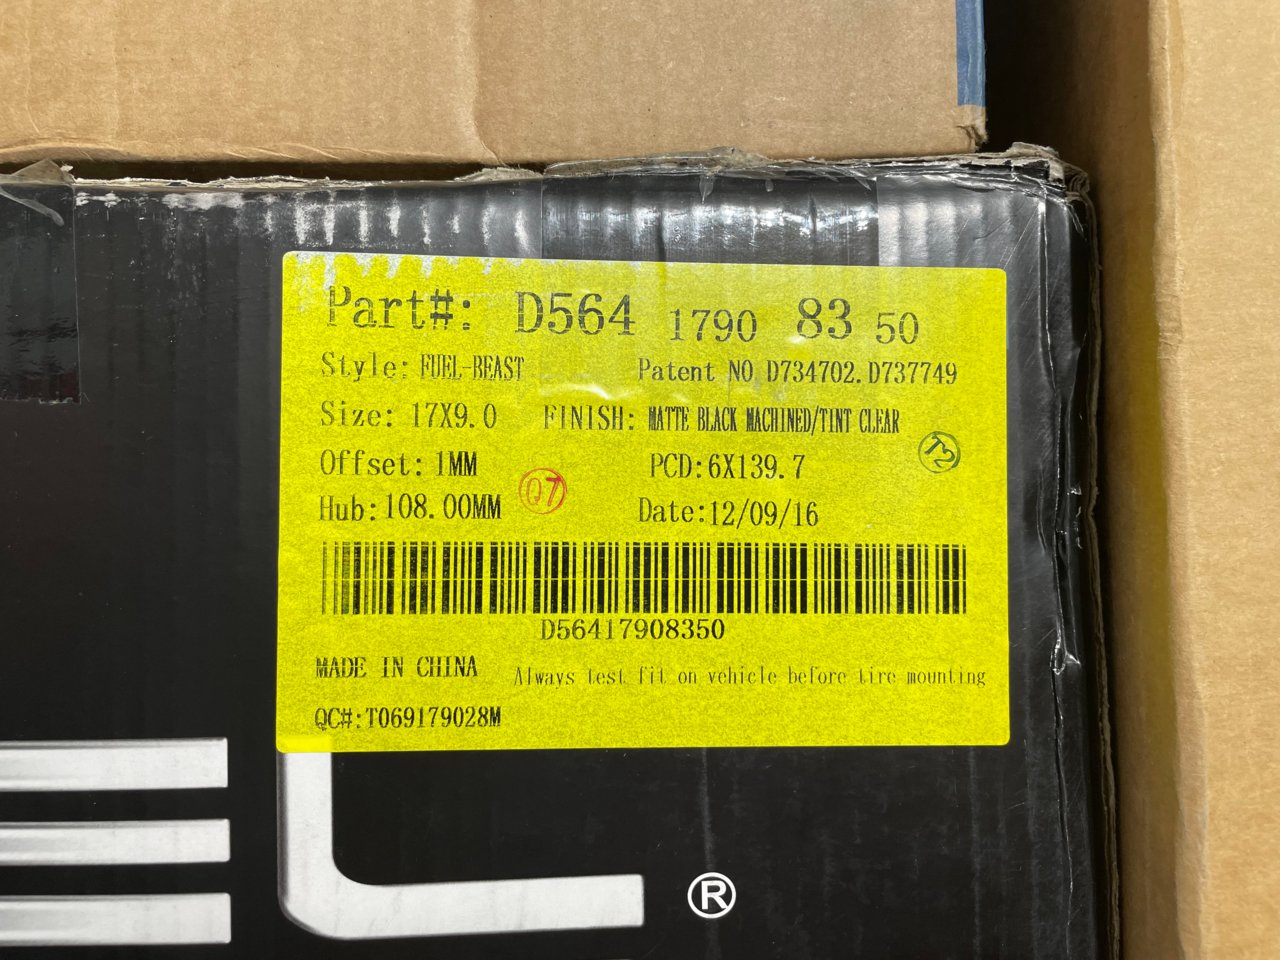 Part#: D564 1790 83 50
Style: FUEL-BEAST Patent NO D734702. D737749
Size: 17X9.0 FINISH: MATTE BLACK MACHINED/TINT CLEAR
T2
Offset: 1MM PCD:6X139.7
Q7
Hub: 108.00MM Date:12/09/16
D56417908350
MADE IN CHINA Always test fit on vehicle before tire mounting
QC#:T069179028M
®